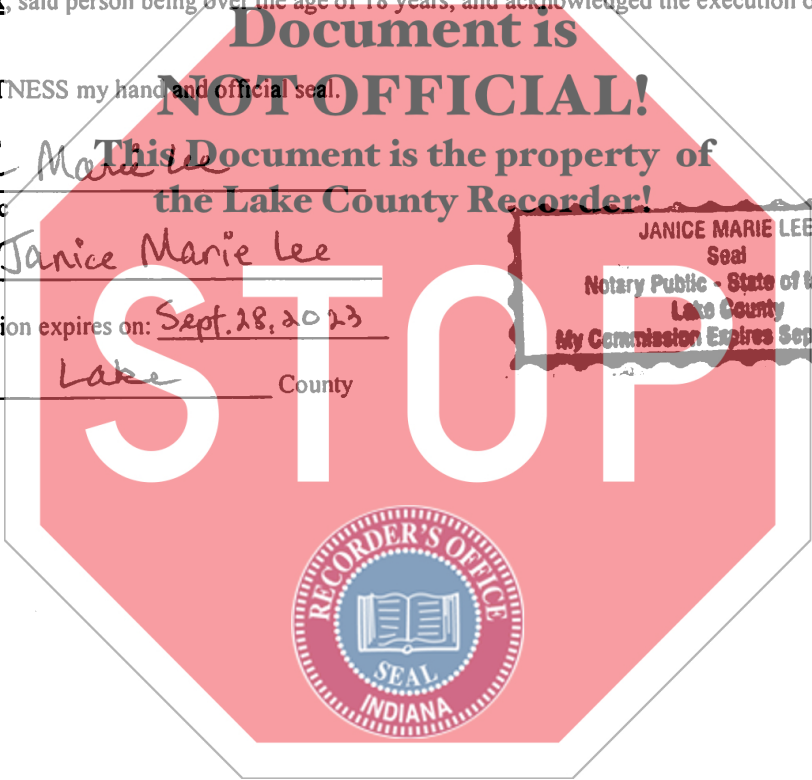 , said person being over the age of 18 years, and acknowledged the execution o
Document is
NOT OFFICIAL!
TNESS my hand and official seal.
This Document is the property of
the Lake County Recorder!
Marie Lee
Janice Marie Lee
JANICE MARIE LEE
Seal
Notary Public - State of
Lake County
My Commission Expires Sep
ion expires on: Sept. 28, 2023
Lake County
STOP
RECORDER'S OFFICE
SEAL
INDIANA